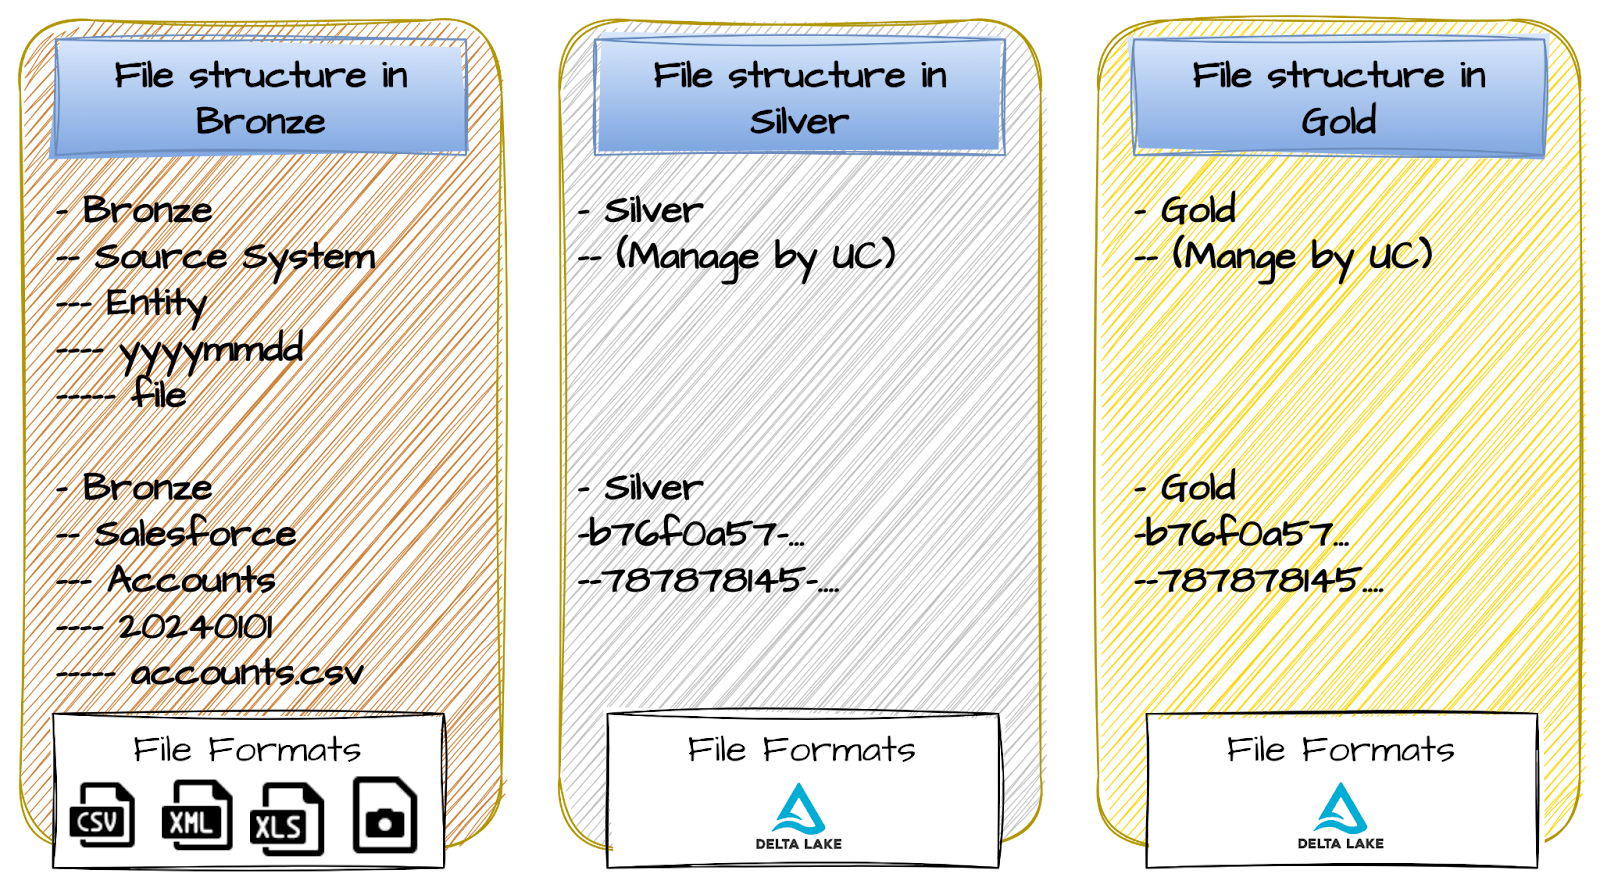 File structure in
Bronze
- Bronze
-- Source System
--- Entity
---- yyyymmdd
----- file
- Bronze
-- Salesforce
--- Accounts
---- 20240101
----- accounts.csv
File Formats
CSV
XML
XLS
File structure in
Silver
- Silver
-- (Manage by UC)
- Silver
-b76f0a57-...
--787878145-....
File Formats
DELTA LAKE
File structure in
Gold
- Gold
-- (Mange by UC)
- Gold
-b76f0a57...
--787878145....
File Formats
DELTA LAKE